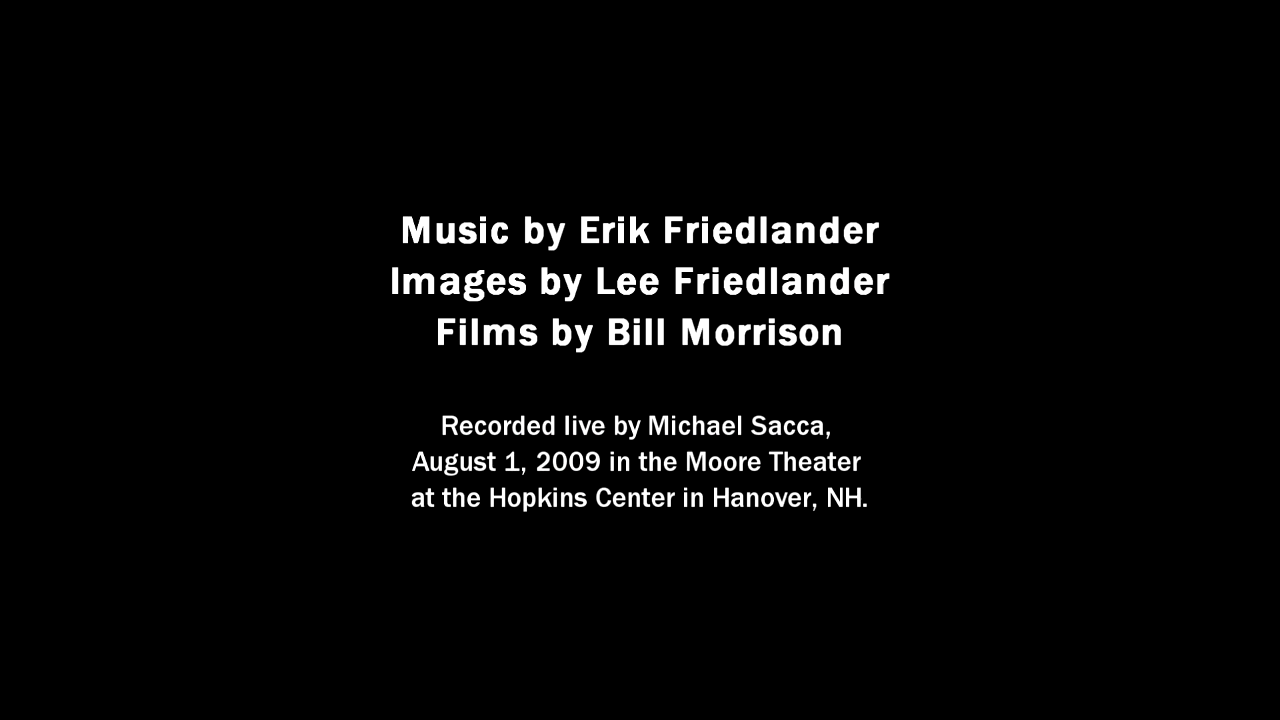 Music by Erik Friedlander
Images by Lee Friedlander
Films by Bill Morrison
Recorded live by Michael Sacca,
August 1, 2009 in the Moore Theater
at the Hopkins Center in Hanover, NH.